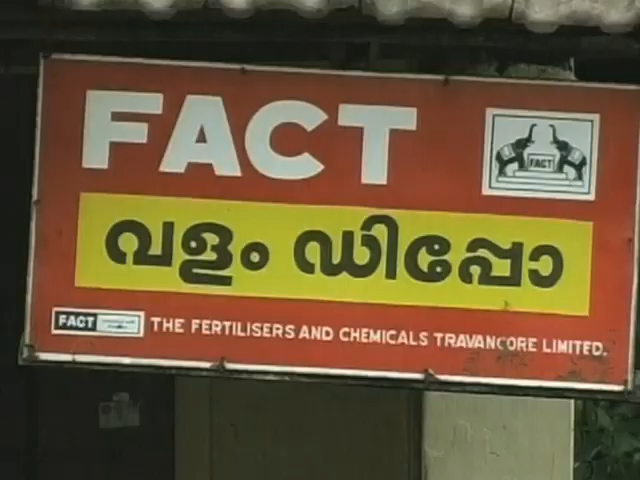 FACT
FACT
വളം ഡിപ്പോ
FACT
THE FERTILISERS AND CHEMICALS TRAVANCORE LIMITED.